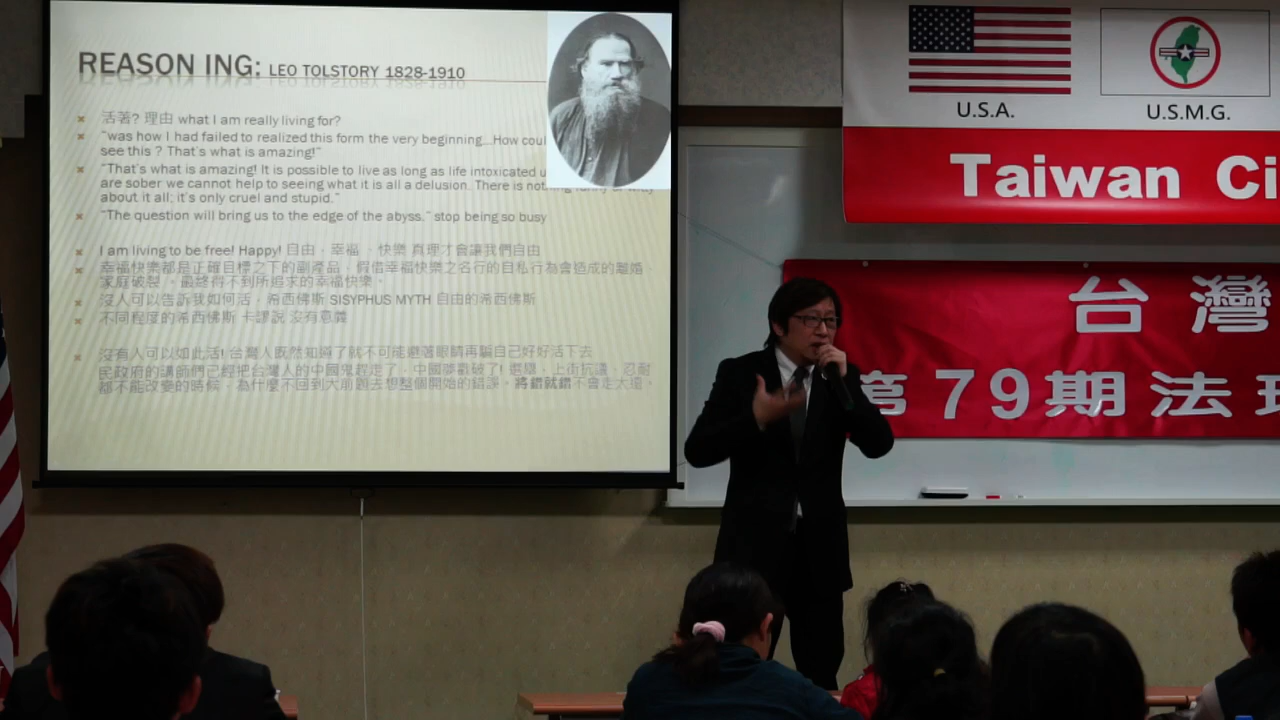 REASON ING: LEO TOLSTORY 1828-1910
活著? 理由 what I am really living for?
"was how I had failed to realized this form the very beginning...How coul
see this ? That's what is amazing!"
"That's what is amazing! It is possible to live as long as life intoxicated u
are sober we cannot help to seeing what it is all a delusion. There is not
about it all, it's only cruel and stupid."
"The question will bring us to the edge of the abyss." stop being so busy
I am living to be free! Happy! 自由、幸福 、快樂 真理才會讓我們自由
幸福快樂都是正確目標之下的副產品，假借幸福快樂之名行的自私行為會造成的離婚、
家庭破裂 。最終得不到所追求的幸福快樂。
沒人可以告訴我如何活，希西佛斯 SISYPHUS MYTH 自由的希西佛斯
不同程度的希西佛斯 卡謬說 沒有意義
沒有人可以如此活! 台灣人既然知道了就不可能避著眼睛再騙自己好好活下去
民政府的講師們已經把台灣人的中國鬼趕走了，中國夢戳破了! 選總、上街抗議、忍耐
都不能改變的時候，為什麼不回到大前題去想整個開始的錯誤。將錯就錯不會走太遠。
U.S.A.
U.S.M.G.
Taiwan Ci
台 灣
第79期法